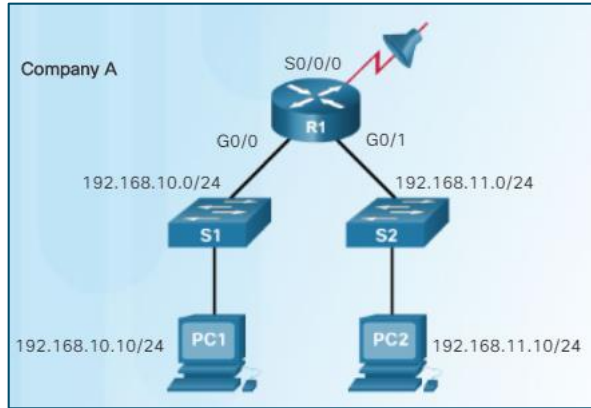 Company A
S0/0/0
R1
G0/0
G0/1
192.168.10.0/24
192.168.11.0/24
S1
S2
192.168.10.10/24
PC1
PC2
192.168.11.10/24